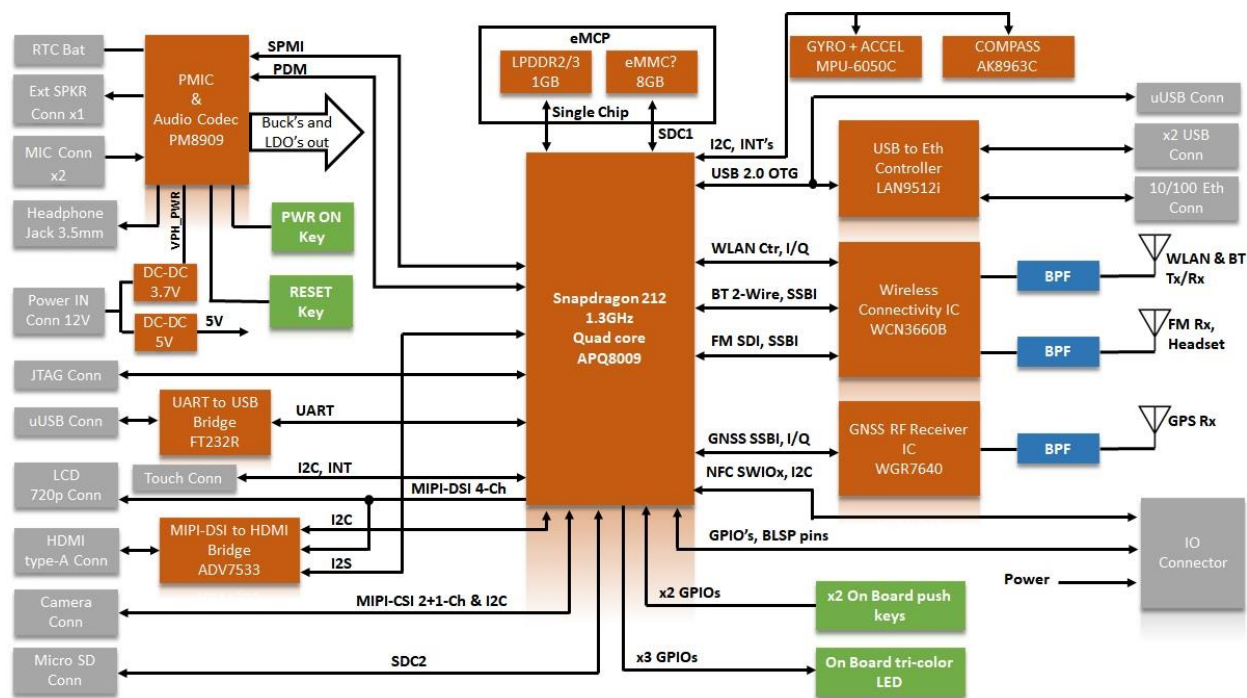 RTC Bat
Ext SPKR
Conn x1
MIC Conn
x2
Headphone
Jack 3.5mm
Power IN
Conn 12V
JTAG Conn
uUSB Conn
LCD
720p Conn
HDMI
type-A Conn
Camera
Conn
Micro SD
Conn
PMIC
&
Audio Codec
PM8909
SPMI
PDM
Buck's and
LDO's out
VPH_PWR
PWR ON
Key
RESET
Key
DC-DC
3.7V
DC-DC
5V
5V
UART to USB
Bridge
FT232R
UART
Touch Conn
I2C, INT
MIPI-DSI 4-Ch
MIPI-DSI to HDMI
Bridge
ADV7533
I2C
I2S
MIPI-CSI 2+1-Ch & I2C
SDC2
eMCP
LPDDR2/3
1GB
eMMC?
8GB
Single Chip
SDC1
Snapdragon 212
1.3GHz
Quad core
APQ8009
GYRO + ACCEL
MPU-6050C
COMPASS
AK8963C
I2C, INT's
USB 2.0 OTG
USB to Eth
Controller
LAN9512i
uUSB Conn
x2 USB
Conn
10/100 Eth
Conn
WLAN Ctr, I/Q
BT 2-Wire, SSBI
FM SDI, SSBI
Wireless
Connectivity IC
WCN3660B
BPF
WLAN & BT
Tx/Rx
BPF
FM Rx,
Headset
GNSS SSBI, I/Q
GNSS RF Receiver
IC
WGR7640
BPF
GPS Rx
NFC SWIOx, I2C
GPIO's, BLSP pins
Power
IO
Connector
x2 GPIOs
x2 On Board push
keys
x3 GPIOs
On Board tri-color
LED